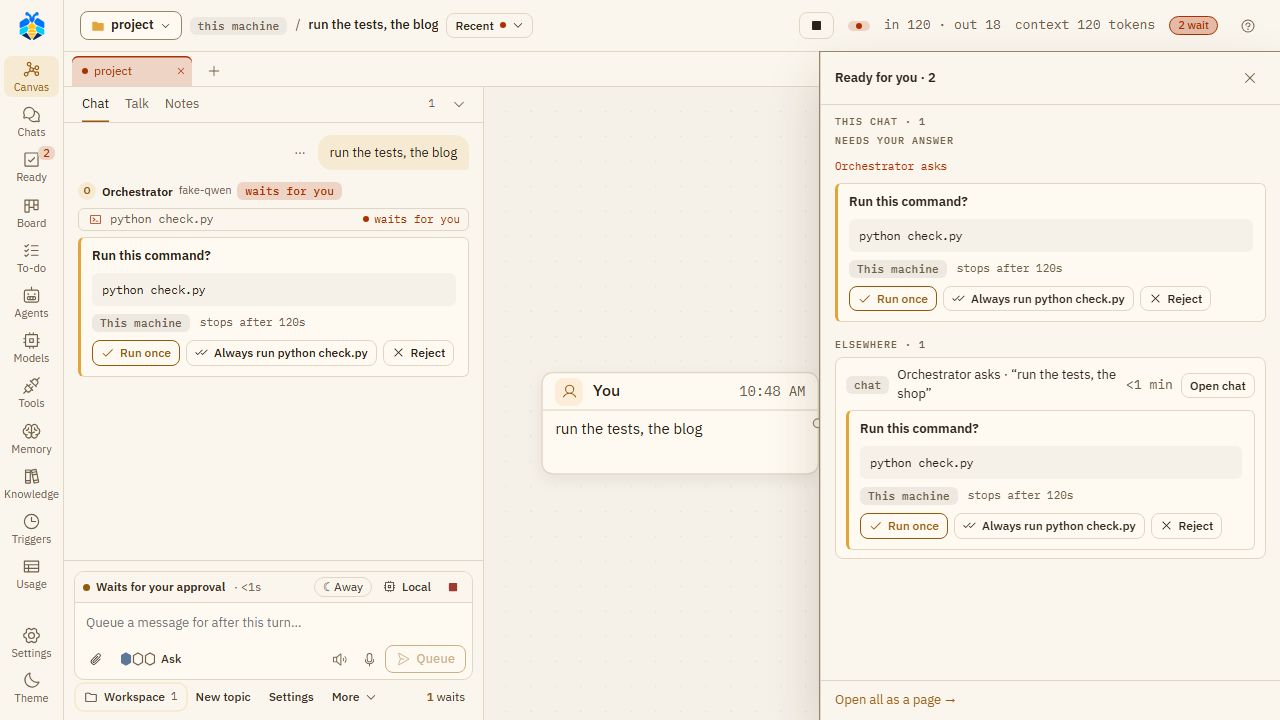 project
this machine
/
run the tests, the blog
Recent
in 120 · out 18
context 120 tokens
2 wait
Canvas
Chats
2
Ready
Board
To-do
Agents
Models
Tools
Memory
Knowledge
Triggers
Usage
Settings
Theme
project
Chat
Talk
Notes
1
run the tests, the blog
O
Orchestrator
fake-qwen
waits for you
python check.py
waits for you
Run this command?
python check.py
This machine
stops after 120s
Run once
Always run python check.py
Reject
Waits for your approval
· <1s
Away
Local
Queue a message for after this turn...
Ask
Queue
Workspace 1
New topic
Settings
More
1 waits
You
10:48 AM
run the tests, the blog
Ready for you · 2
THIS CHAT · 1
NEEDS YOUR ANSWER
Orchestrator asks
Run this command?
python check.py
This machine
stops after 120s
Run once
Always run python check.py
Reject
ELSEWHERE · 1
chat
Orchestrator asks · “run the tests, the
shop”
<1 min
Open chat
Run this command?
python check.py
This machine
stops after 120s
Run once
Always run python check.py
Reject
Open all as a page →